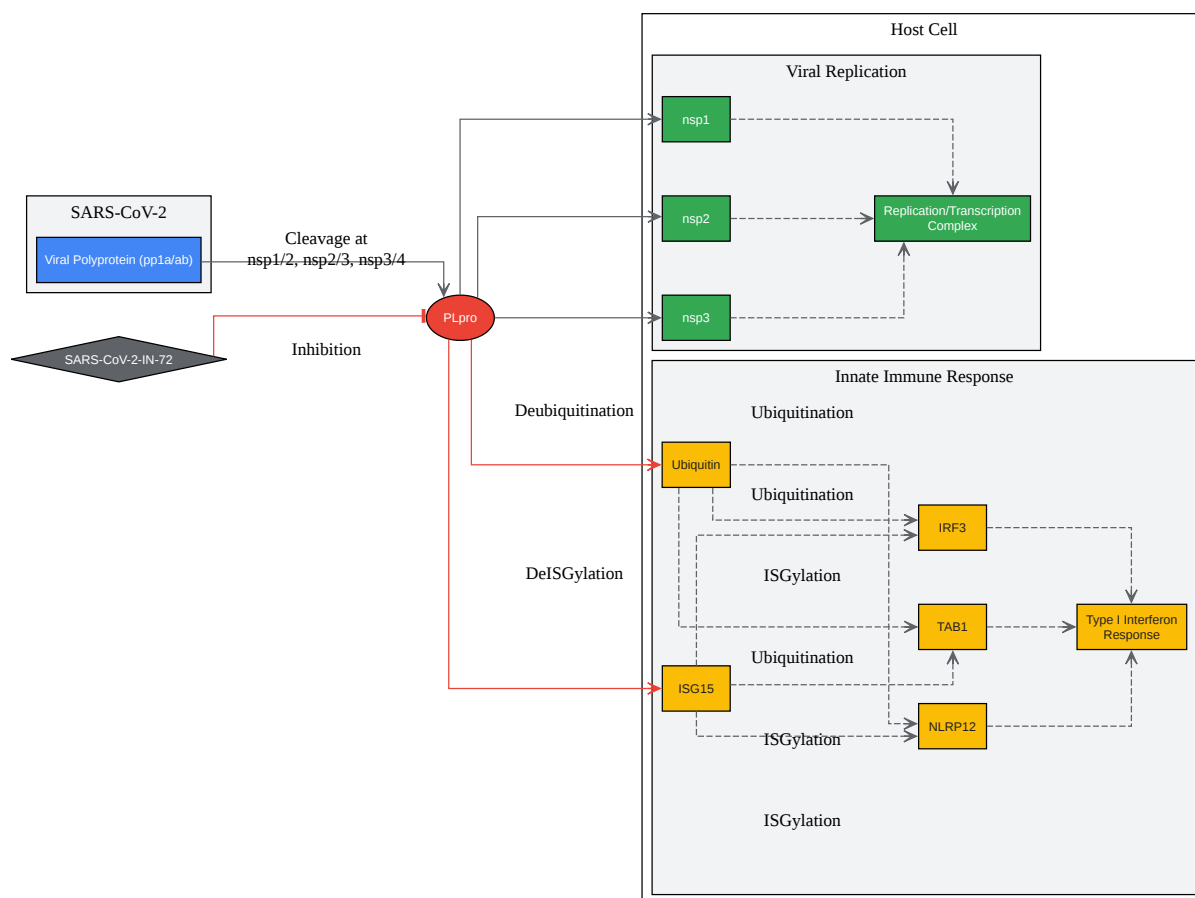 Host Cell
Viral Replication
nsp1
SARS-CoV-2
Viral Polyprotein (pp1a/ab)
Cleavage at
nsp1/2, nsp2/3, nsp3/4
nsp2
Replication/Transcription
Complex
PLpro
nsp3
Inhibition
SARS-CoV-2-IN-72
Innate Immune Response
Deubiquitination
Ubiquitination
Ubiquitin
Ubiquitination
IRF3
DeISGylation
ISGylation
TAB1
Type I Interferon
Response
Ubiquitination
ISG15
NLRP12
ISGylation
ISGylation